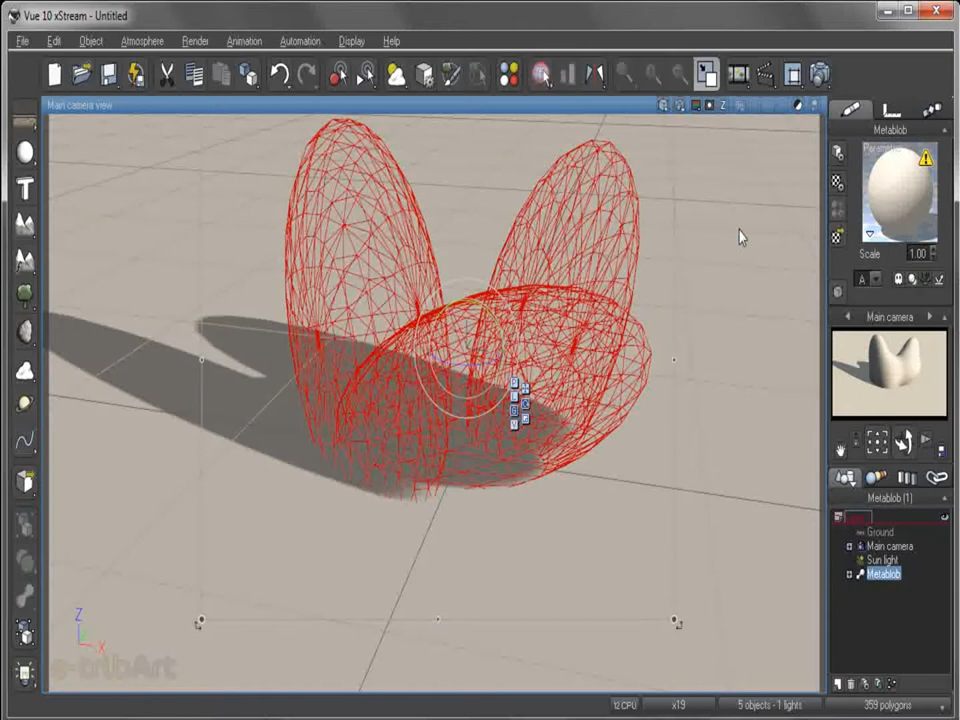 Vue 10 xStream - Untitled
File Edit Object Atmosphere Render Animation Automation Display Help
Main camera view
Z
T
Metablob
Scale 1.00
A
Main camera
Metablob (1)
Ground
Main camera
Sun light
Metablob
Z
X
12 CPU x19 5 objects - 1 lights 359 polygons